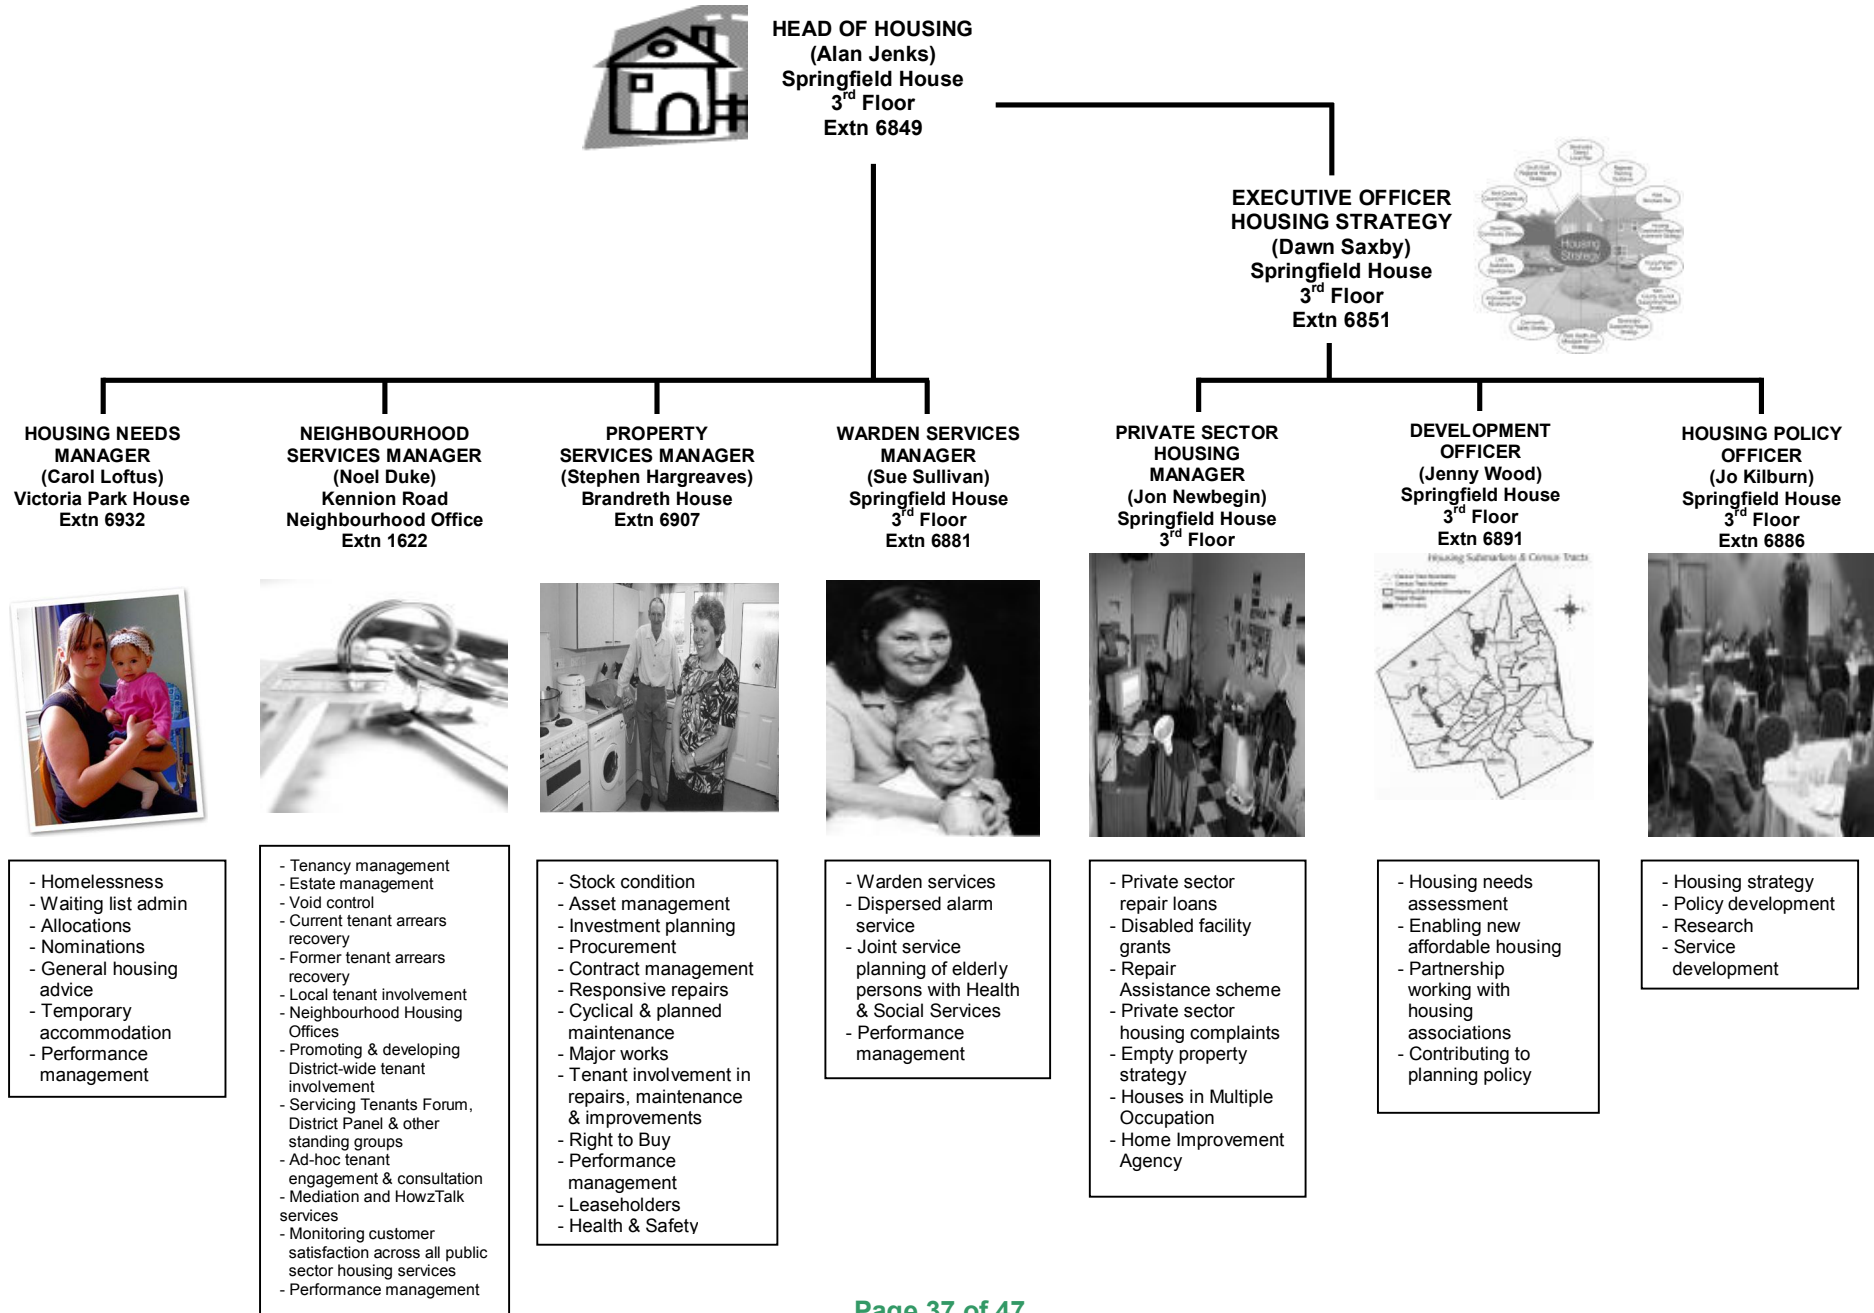 HEAD OF HOUSING
(Alan Jenks)
Springfield House
3rd Floor
Extn 6849
EXECUTIVE OFFICER
HOUSING STRATEGY
(Dawn Saxby)
Springfield House
3rd Floor
Extn 6851
Housing
Strategy
HOUSING NEEDS
MANAGER
(Carol Loftus)
Victoria Park House
Extn 6932
NEIGHBOURHOOD
SERVICES MANAGER
(Noel Duke)
Kennion Road
Neighbourhood Office
Extn 1622
PROPERTY
SERVICES MANAGER
(Stephen Hargreaves)
Brandreth House
Extn 6907
WARDEN SERVICES
MANAGER
(Sue Sullivan)
Springfield House
3rd Floor
Extn 6881
PRIVATE SECTOR
HOUSING
MANAGER
(Jon Newbegin)
Springfield House
3rd Floor
DEVELOPMENT
OFFICER
(Jenny Wood)
Springfield House
3rd Floor
Extn 6891
HOUSING POLICY
OFFICER
(Jo Kilburn)
Springfield House
3rd Floor
Extn 6886
Housing Submarkets & Census Tracts
- Homelessness
- Waiting list admin
- Allocations
- Nominations
- General housing
advice
- Temporary
accommodation
- Performance
management
- Tenancy management
- Estate management
- Void control
- Current tenant arrears
recovery
- Former tenant arrears
recovery
- Local tenant involvement
- Neighbourhood Housing
Offices
- Promoting & developing
District-wide tenant
involvement
- Servicing Tenants Forum,
District Panel & other
standing groups
- Ad-hoc tenant
engagement & consultation
- Mediation and HowzTalk
services
- Monitoring customer
satisfaction across all public
sector housing services
- Performance management
- Stock condition
- Asset management
- Investment planning
- Procurement
- Contract management
- Responsive repairs
- Cyclical & planned
maintenance
- Major works
- Tenant involvement in
repairs, maintenance
& improvements
- Right to Buy
- Performance
management
- Leaseholders
- Health & Safety
- Warden services
- Dispersed alarm
service
- Joint service
planning of elderly
persons with Health
& Social Services
- Performance
management
- Private sector
repair loans
- Disabled facility
grants
- Repair
Assistance scheme
- Private sector
housing complaints
- Empty property
strategy
- Houses in Multiple
Occupation
- Home Improvement
Agency
- Housing needs
assessment
- Enabling new
affordable housing
- Partnership
working with
housing
associations
- Contributing to
planning policy
- Housing strategy
- Policy development
- Research
- Service
development
Page 37 of 47